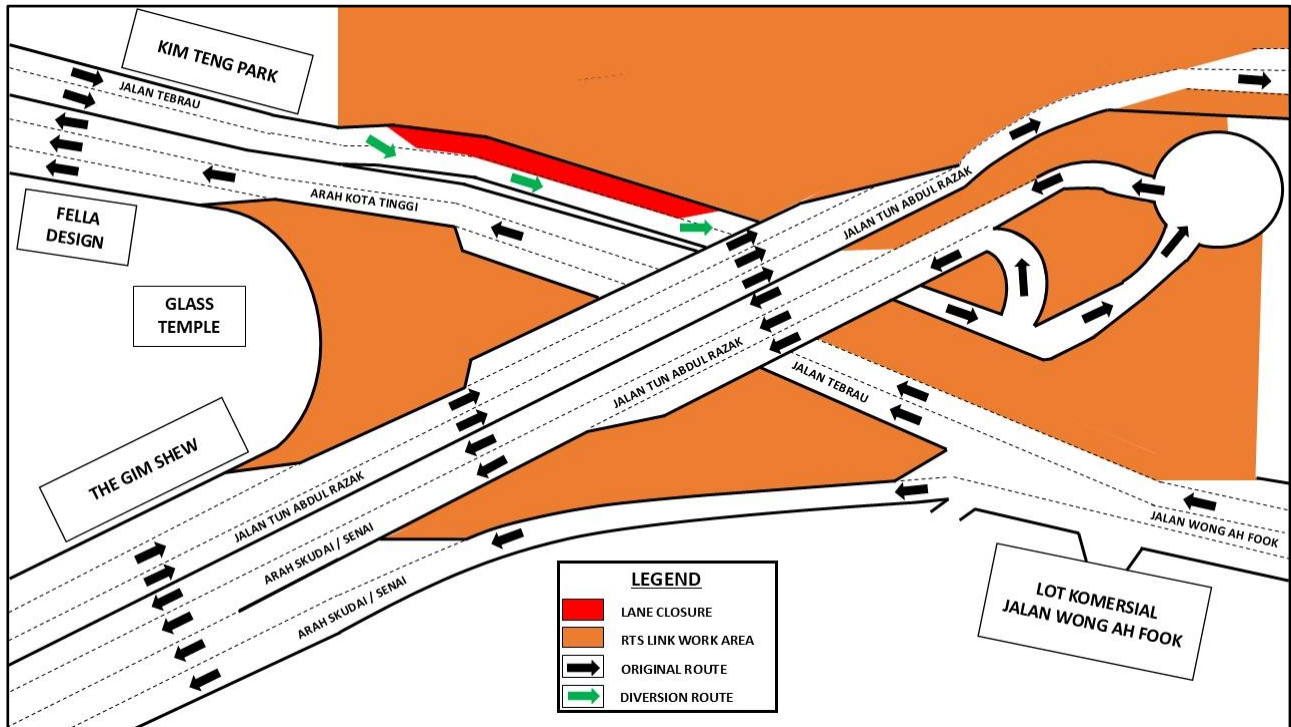 KIM TENG PARK
JALAN TEBRAU
ARAH KOTA TINGGI
FELLA
DESIGN
GLASS
TEMPLE
THE GIM SHEW
JALAN TUN ABDUL RAZAK
JALAN TUN ABDUL RAZAK
JALAN TEBRAU
JALAN TUN ABDUL RAZAK
ARAH SKUDAI / SENAI
ARAH SKUDAI / SENAI
JALAN WONG AH FOOK
LOT KOMERSIAL
JALAN WONG AH FOOK
LEGEND
LANE CLOSURE
RTS LINK WORK AREA
ORIGINAL ROUTE
DIVERSION ROUTE